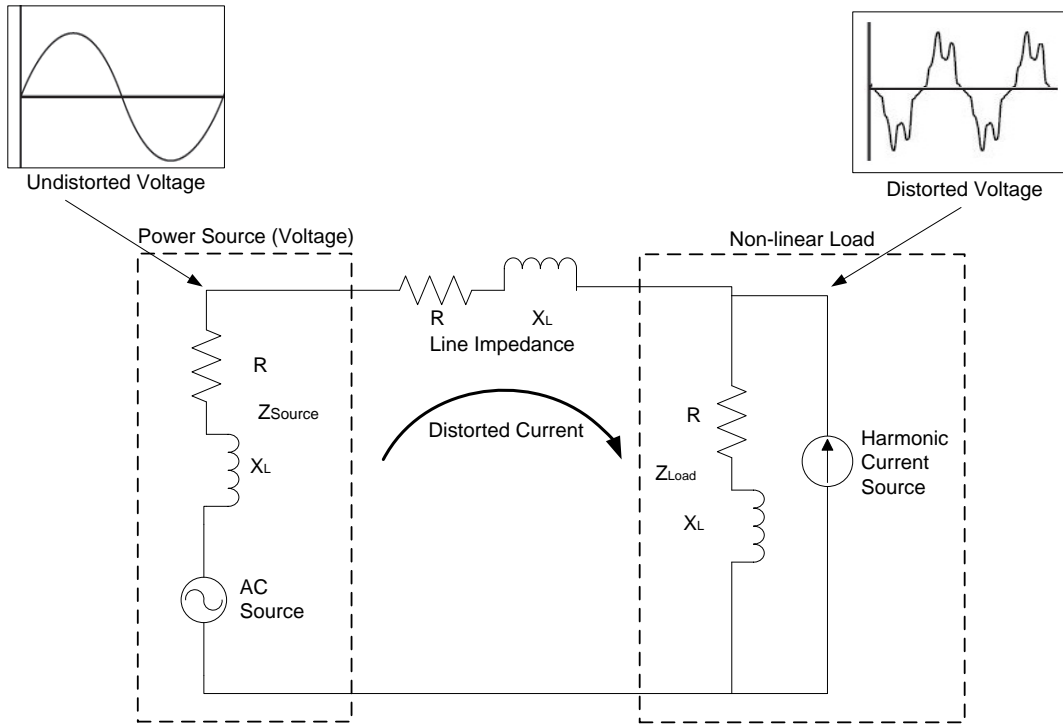 Undistorted Voltage
Distorted Voltage
Power Source (Voltage)
Non-linear Load
R
XL
Line Impedance
R
ZSource
XL
Distorted Current
R
ZLoad
XL
Harmonic
Current
Source
AC
Source